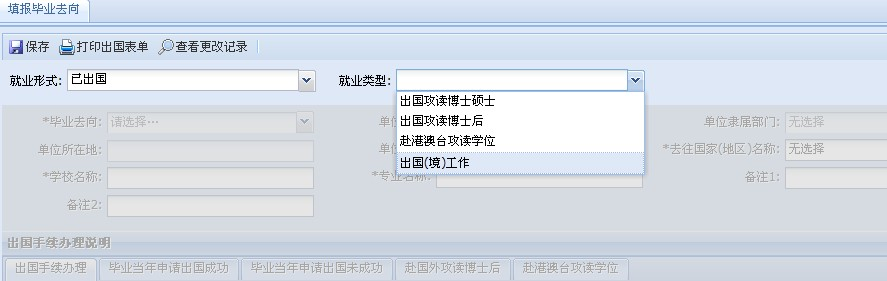 填报毕业去向
保存 打印出国表单 查看更改记录
就业形式: 已出国 就业类型:
出国攻读博士硕士
出国攻读博士后
赴港澳台攻读学位
出国(境)工作
*毕业去向: 请选择… 单位隶属部门: 无选择
单位所在地: *去往国家(地区)名称: 无选择
*学校名称: *专业名称: 备注1:
备注2:
出国手续办理说明
出国手续办理 毕业当年申请出国成功 毕业当年申请出国未成功 赴国外攻读博士后 赴港澳台攻读学位